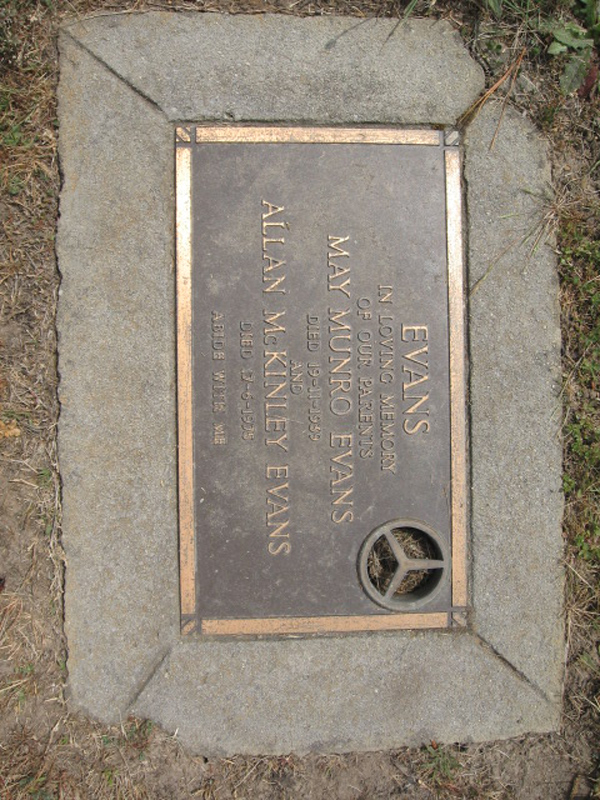 EVANS
IN LOVING MEMORY
OF OUR PARENTS
MAY MUNRO EVANS
DIED 19-11-1969
AND
ALLAN McKINLEY EVANS
DIED 17-6-1975
ABIDE WITH ME